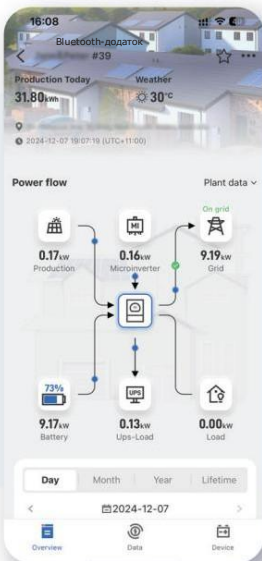 16:08
Bluetooth-додаток
#39
Production Today
Weather
31.80kWh
30°C
2024-12-07 19:07:19 (UTC+11:00)
Power flow
Plant data
On grid
MI
0.17kW
0.16kW
9.19kW
Production
Microinverter
Grid
73%
UPS
9.17kW
0.13kW
0.00kW
Battery
Ups-Load
Load
Day
Month
Year
Lifetime
2024-12-07
Overview
Data
Device